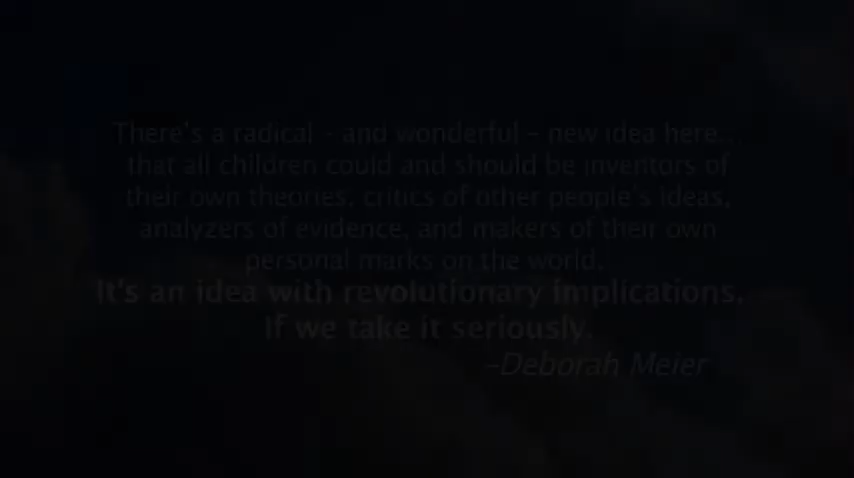 There's a radical – and wonderful – new idea here...
that all children could and should be inventors of
their own theories, critics of other people's ideas,
analyzers of evidence, and makers of their own
personal marks on the world.
It's an idea with revolutionary implications.
If we take it seriously.
–Deborah Meier